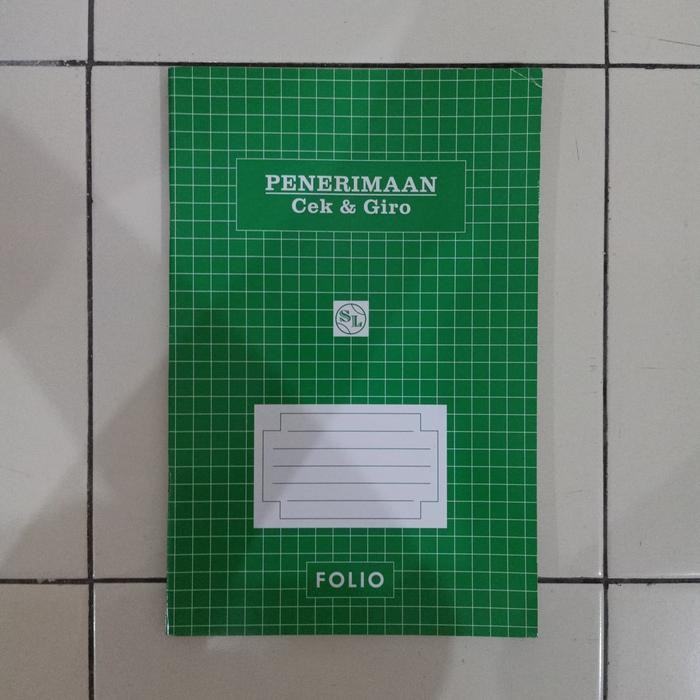 PENERIMAAN
Cek & Giro
SL
FOLIO